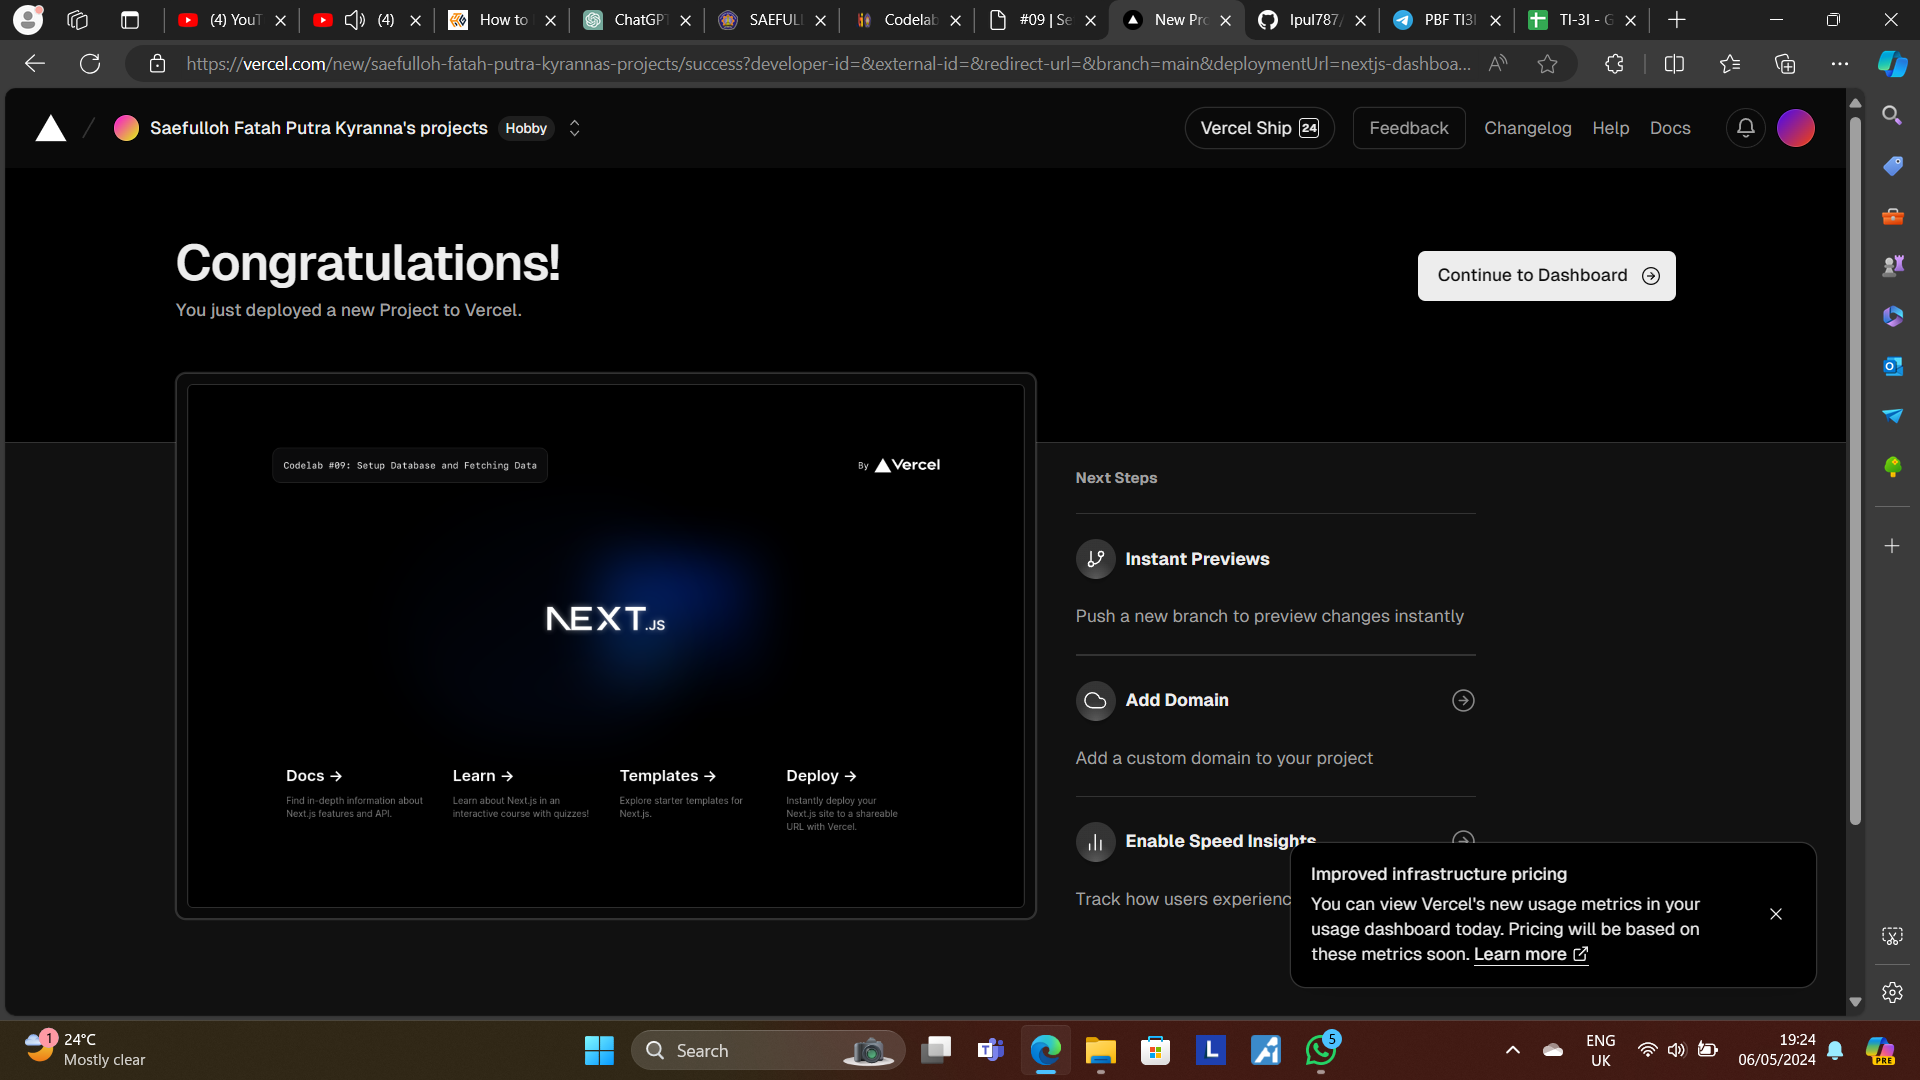 (4) YouT
(4)
How to
ChatGP
SAEFULL
Codelab
#09 | Se
New Pro
Ipul787/
PBF TI3I
TI-3I - G
https://vercel.com/new/saefulloh-fatah-putra-kyrannas-projects/success?developer-id=&external-id=&redirect-url=&branch=main&deploymentUrl=nextjs-dashboa...
Saefulloh Fatah Putra Kyranna's projects
Hobby
Vercel Ship 24
Feedback
Changelog
Help
Docs
Congratulations!
You just deployed a new Project to Vercel.
Continue to Dashboard
Codelab #09: Setup Database and Fetching Data
By Vercel
NEXT.JS
Docs →
Find in-depth information about
Next.js features and API.
Learn →
Learn about Next.js in an
interactive course with quizzes!
Templates →
Explore starter templates for
Next.js.
Deploy →
Instantly deploy your
Next.js site to a shareable
URL with Vercel.
Next Steps
Instant Previews
Push a new branch to preview changes instantly
Add Domain
Add a custom domain to your project
Enable Speed Insights
Track how users experienc
Improved infrastructure pricing
You can view Vercel's new usage metrics in your
usage dashboard today. Pricing will be based on
these metrics soon. Learn more
1
24°C
Mostly clear
Search
L
5
ENG
UK
19:24
06/05/2024
PRE